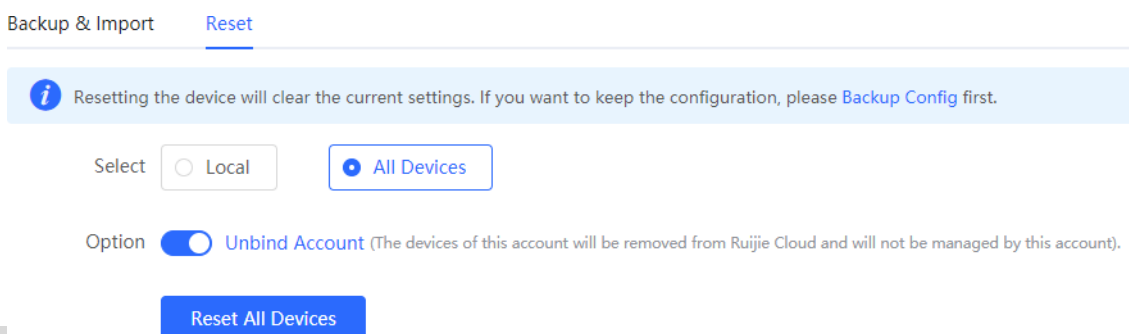 Backup & Import Reset
Resetting the device will clear the current settings. If you want to keep the configuration, please Backup Config first.
Select Local All Devices
Option Unbind Account (The devices of this account will be removed from Ruijie Cloud and will not be managed by this account).
Reset All Devices